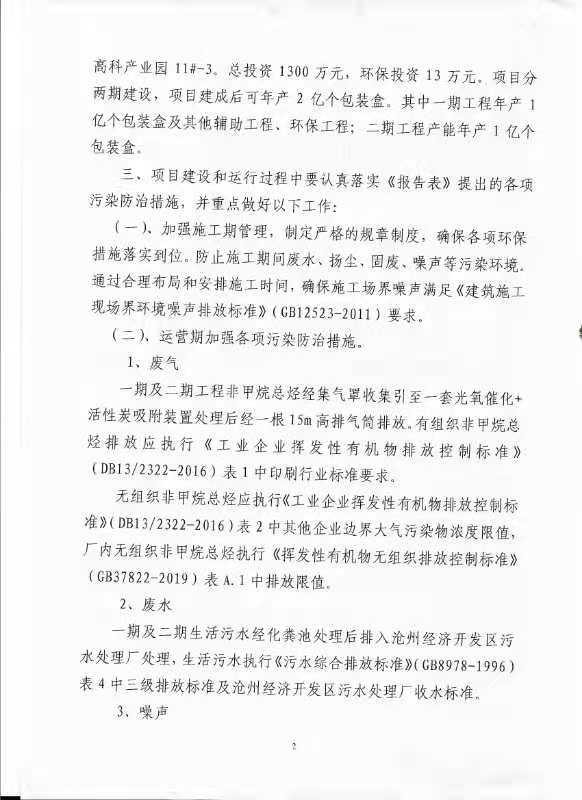 高科产业园 11#-3。总投资 1300 万元，环保投资 13 万元。项目分
两期建设，项目建成后可年产 2 亿个包装盒。其中一期工程年产 1
亿个包装盒及其他辅助工程、环保工程；二期工程产能年产 1 亿个
包装盒。
三、项目建设和运行过程中要认真落实《报告表》提出的各项
污染防治措施，并重点做好以下工作：
（一）、加强施工期管理，制定严格的规章制度，确保各项环保
措施落实到位。防止施工期间废水、扬尘，固废、噪声等污染环境。
通过合理布局和安排施工时间，确保施工场界噪声满足《建筑施工
现场界环境噪声排放标准》（GB12523-2011）要求。
（二）、运营期加强各项污染防治措施。
1、废气
一期及二期工程非甲烷总烃经集气罩收集引至一套光氧催化+
活性炭吸附装置处理后经一根 15m 高排气筒排放。有组织非甲烷总
烃排放应执行《工业企业挥发性有机物排放控制标准》
（DB13/2322-2016）表 1 中印刷行业标准要求。
无组织非甲烷总烃应执行《工业企业挥发性有机物排放控制标
准》（DB13/2322-2016）表 2 中其他企业边界大气污染物浓度限值，
厂内无组织非甲烷总烃执行《挥发性有机物无组织排放控制标准》
（GB37822-2019）表 A.1 中排放限值。
2、废水
一期及二期生活污水经化粪池处理后排入沧州经济开发区污
水处理厂处理，生活污水执行《污水综合排放标准》（GB8978-1996）
表 4 中三级排放标准及沧州经济开发区污水处理厂收水标准。
3、噪声
2